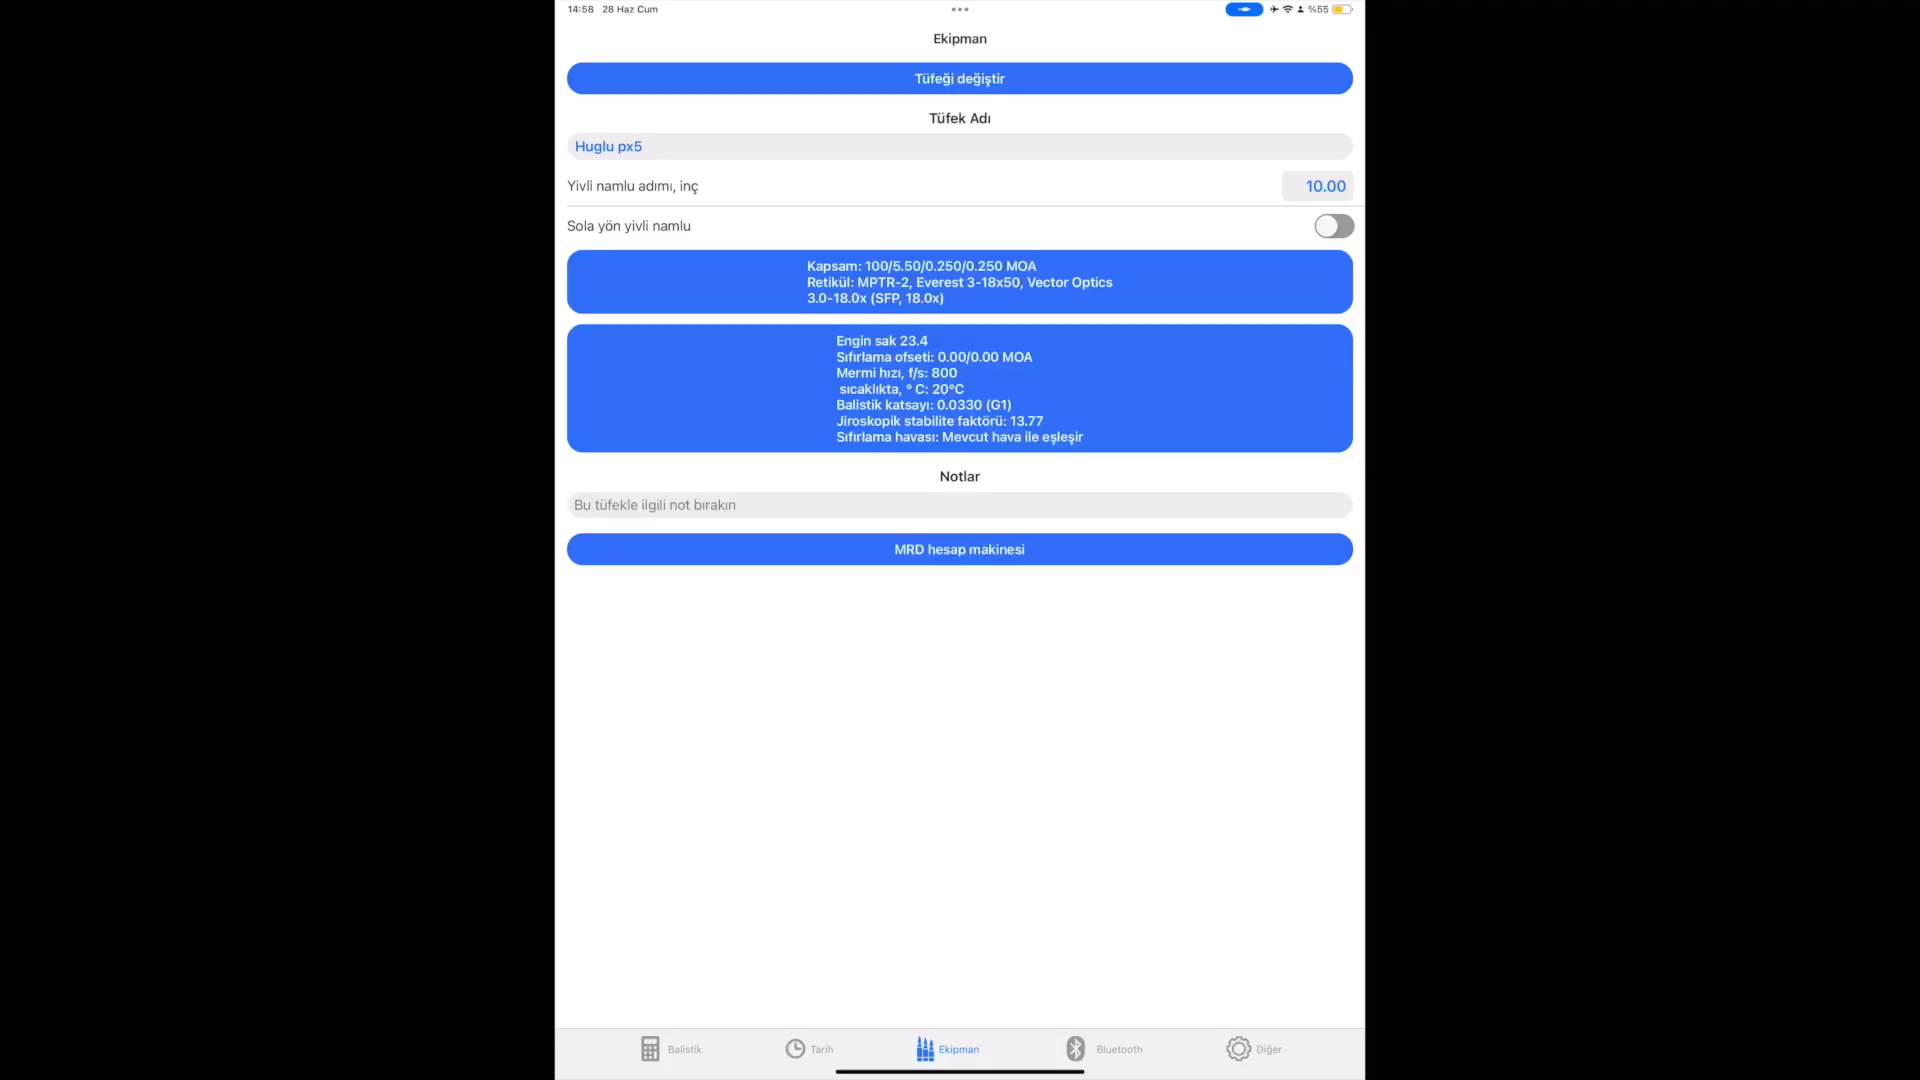 14:58 28 Haz Cum
%55
Ekipman
Tüfeği değiştir
Tüfek Adı
Huglu px5
Yivli namlu adımı, inç
10.00
Sola yön yivli namlu
Kapsam: 100/5.50/0.250/0.250 MOA
Retikül: MPTR-2, Everest 3-18x50, Vector Optics
3.0-18.0x (SFP, 18.0x)
Engin sak 23.4
Sıfırlama ofseti: 0.00/0.00 MOA
Mermi hızı, f/s: 800
sıcaklıkta, ° C: 20°C
Balistik katsayı: 0.0330 (G1)
Jiroskopik stabilite faktörü: 13.77
Sıfırlama havası: Mevcut hava ile eşleşir
Notlar
Bu tüfekle ilgili not bırakın
MRD hesap makinesi
Balistik
Tarih
Ekipman
Bluetooth
Diğer